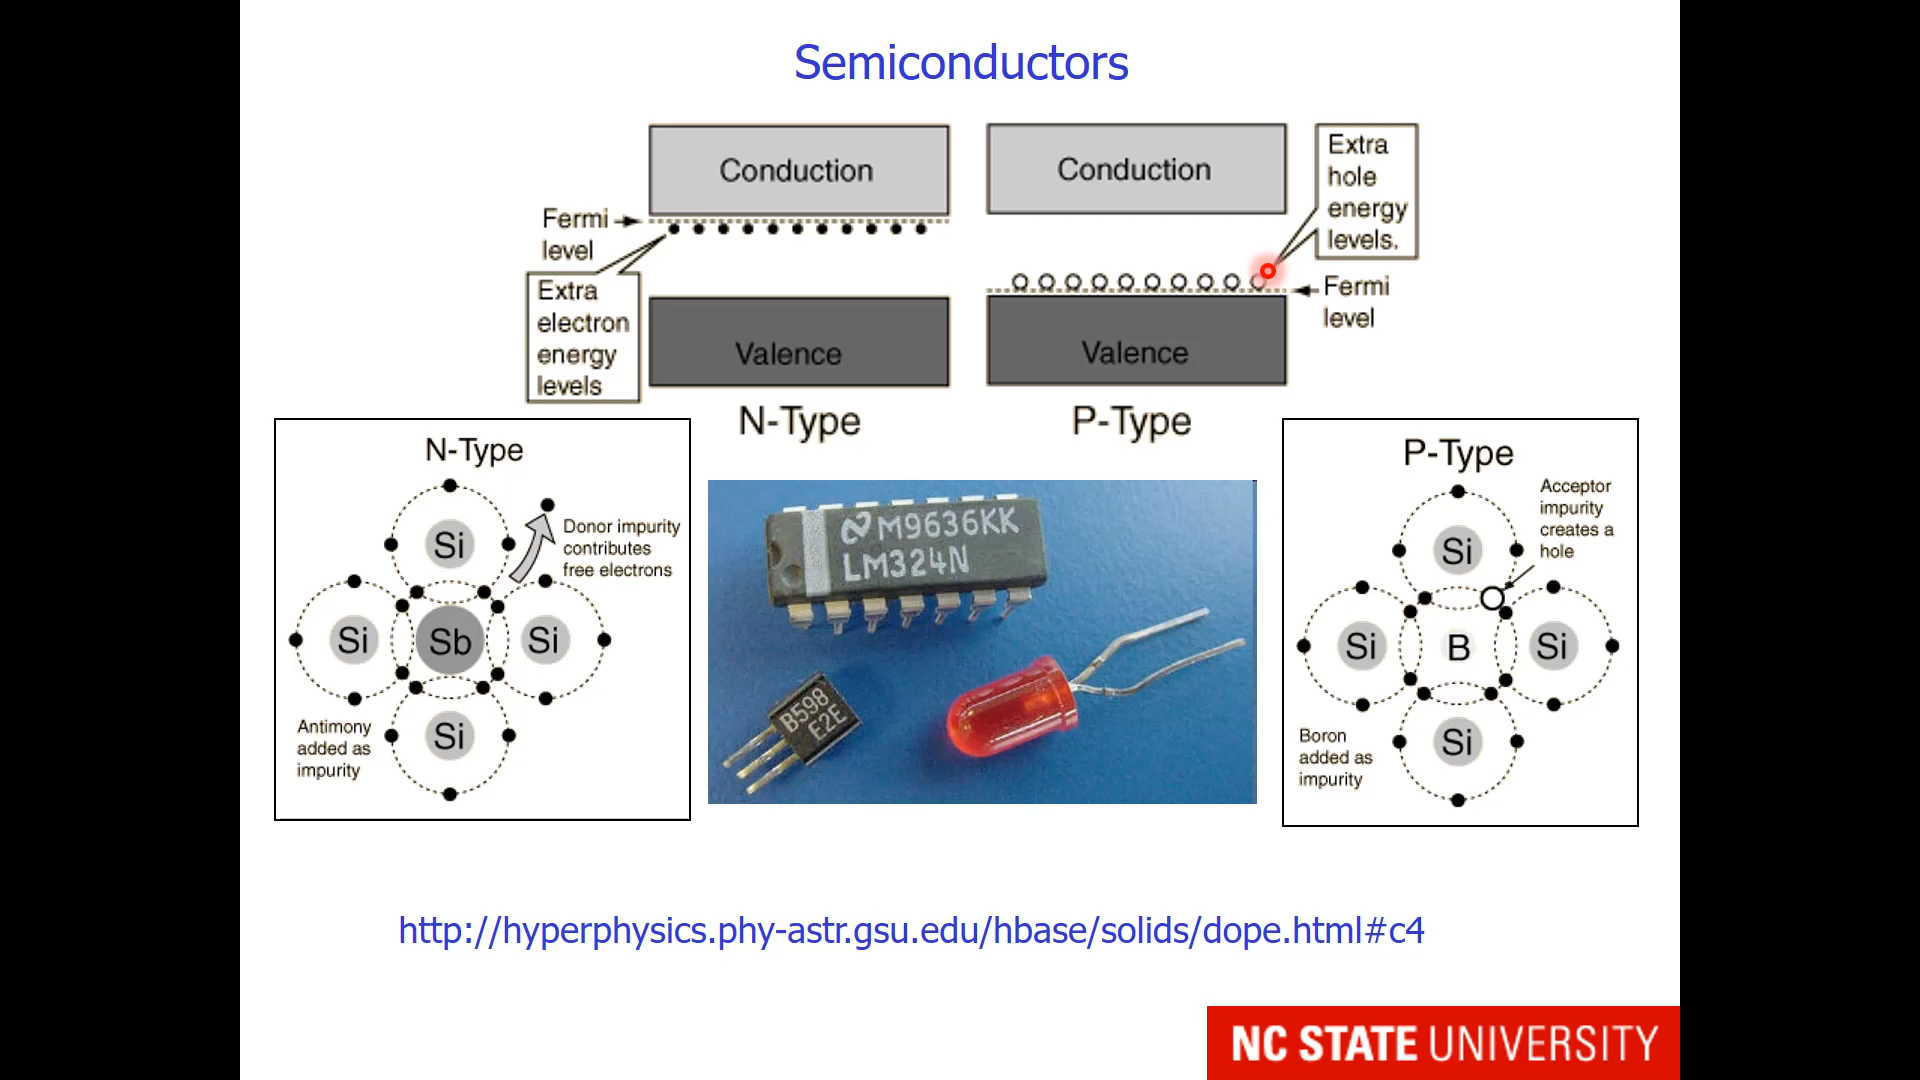 Semiconductors
Conduction
Conduction
Extra
hole
energy
levels.
Fermi
level
Extra
electron
energy
levels
Fermi
level
Valence
Valence
N-Type
P-Type
N-Type
Si
Donor impurity
contributes
free electrons
Si
Sb
Si
Antimony
added as
impurity
Si
M9636KK
LM324N
B598
E2E
P-Type
Acceptor
impurity
creates a
hole
Si
Si
B
Si
Boron
added as
impurity
Si
http://hyperphysics.phy-astr.gsu.edu/hbase/solids/dope.html#c4
NC STATE UNIVERSITY